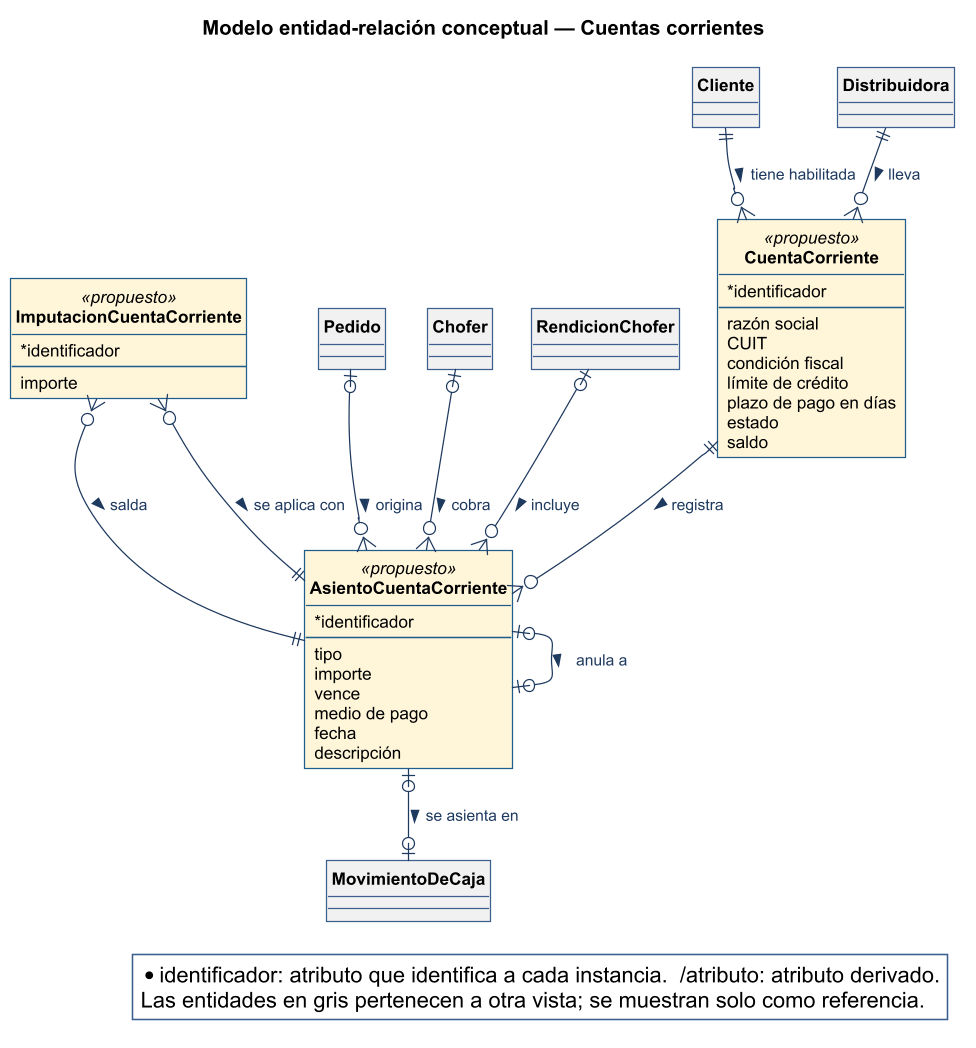 Modelo entidad-relación conceptual — Cuentas corrientes
Cliente
Distribuidora
tiene habilitada
lleva
«propuesto»
CuentaCorriente
*identificador
razón social
CUIT
condición fiscal
límite de crédito
plazo de pago en días
estado
saldo
«propuesto»
ImputacionCuentaCorriente
*identificador
importe
Pedido
Chofer
RendicionChofer
salda
se aplica con
origina
cobra
incluye
registra
«propuesto»
AsientoCuentaCorriente
*identificador
tipo
importe
vence
medio de pago
fecha
descripción
anula a
se asienta en
MovimientoDeCaja
• identificador: atributo que identifica a cada instancia.  /atributo: atributo derivado.
Las entidades en gris pertenecen a otra vista; se muestran solo como referencia.